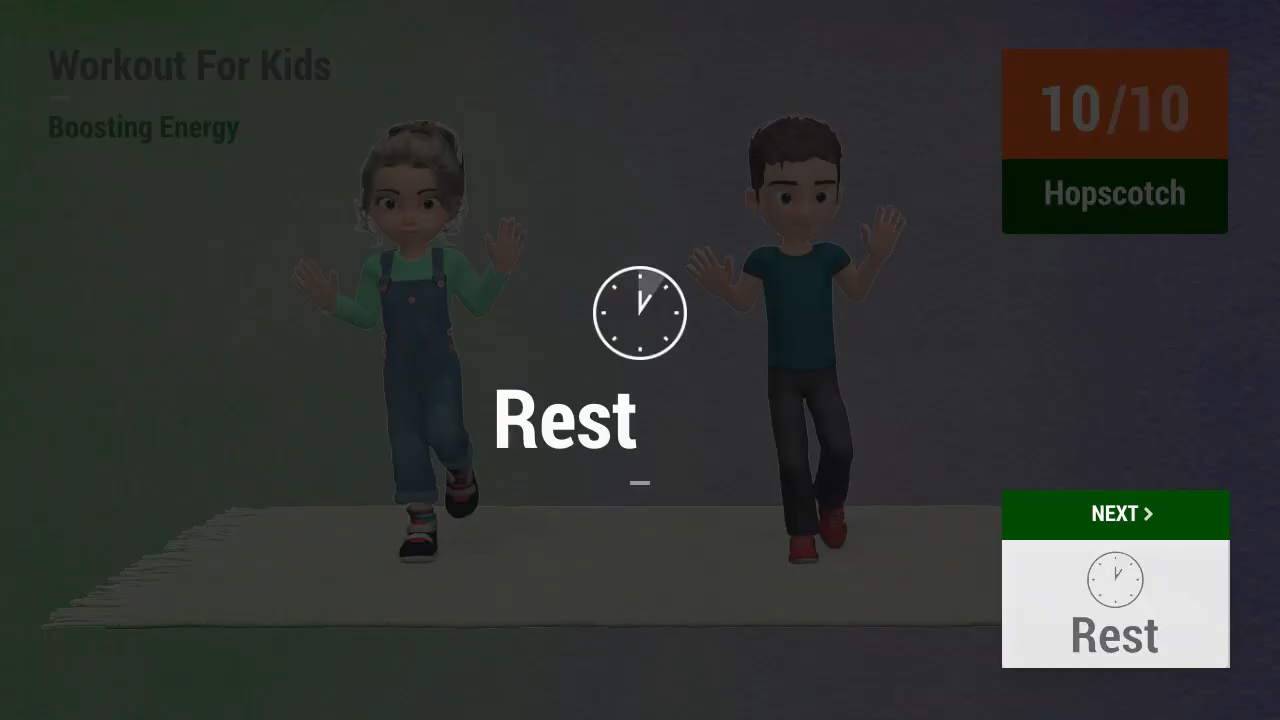 Workout For Kids
Boosting Energy
10/10
Hopscotch
Rest
NEXT >
Rest